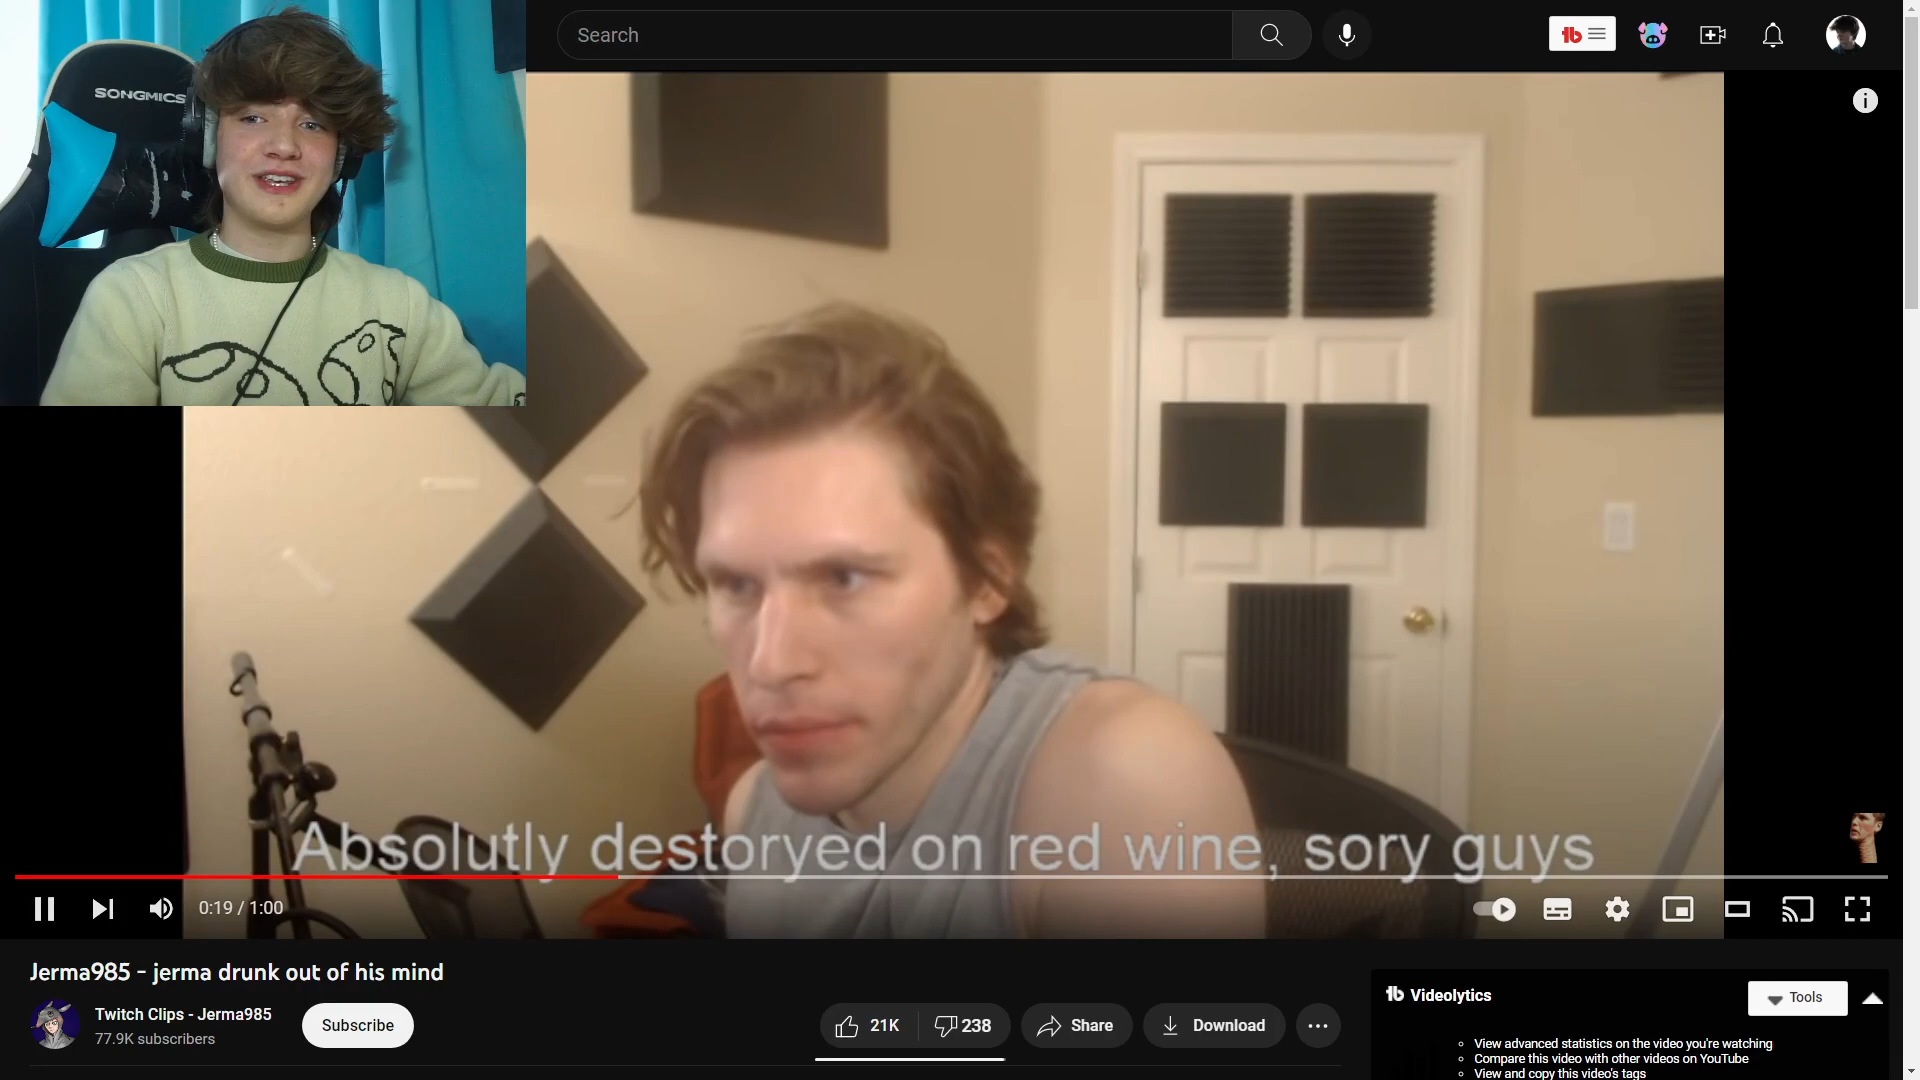 SONGMICS
Search
Absolutly destoryed on red wine, sory guys
0:19 / 1:00
Jerma985 - jerma drunk out of his mind
Twitch Clips - Jerma985
77.9K subscribers
Subscribe
21K
238
Share
Download
tb Videolytics
Tools
View advanced statistics on the video you're watching
Compare this video with other videos on YouTube
View and copy this video's tags